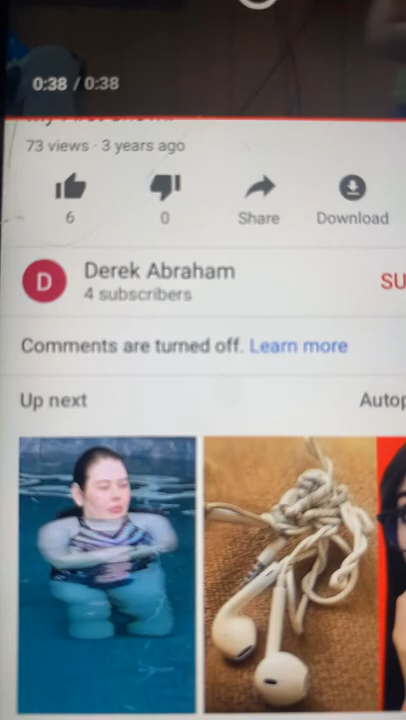 0:38 / 0:38
73 views · 3 years ago
6
0
Share
Download
D
Derek Abraham
4 subscribers
SU
Comments are turned off. Learn more
Up next
Autop